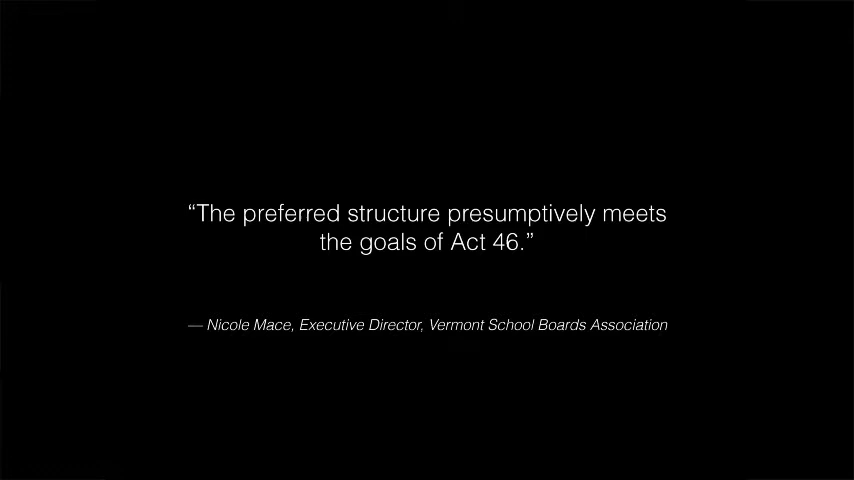 “The preferred structure presumptively meets
the goals of Act 46.”
— Nicole Mace, Executive Director, Vermont School Boards Association